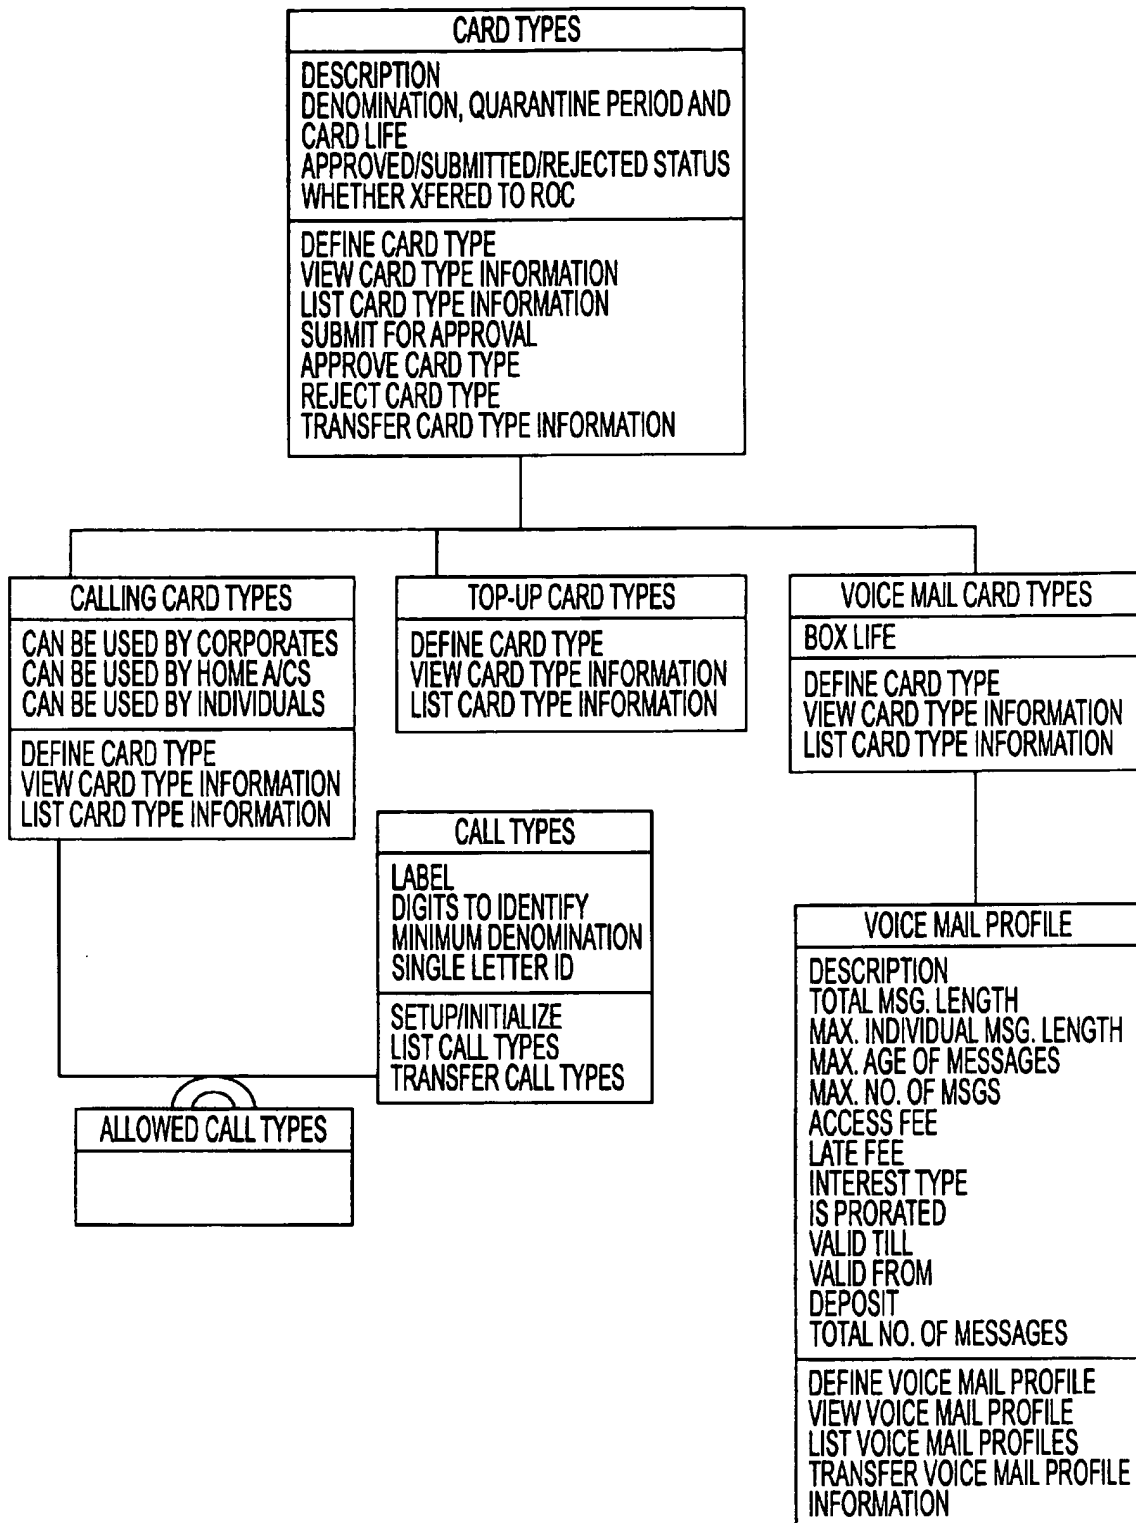 CARD TYPES
DESCRIPTION
DENOMINATION, QUARANTINE PERIOD AND
CARD LIFE
APPROVED/SUBMITTED/REJECTED STATUS
WHETHER XFERED TO ROC
DEFINE CARD TYPE
VIEW CARD TYPE INFORMATION
LIST CARD TYPE INFORMATION
SUBMIT FOR APPROVAL
APPROVE CARD TYPE
REJECT CARD TYPE
TRANSFER CARD TYPE INFORMATION
CALLING CARD TYPES
CAN BE USED BY CORPORATES
CAN BE USED BY HOME A/CS
CAN BE USED BY INDIVIDUALS
DEFINE CARD TYPE
VIEW CARD TYPE INFORMATION
LIST CARD TYPE INFORMATION
TOP-UP CARD TYPES
DEFINE CARD TYPE
VIEW CARD TYPE INFORMATION
LIST CARD TYPE INFORMATION
VOICE MAIL CARD TYPES
BOX LIFE
DEFINE CARD TYPE
VIEW CARD TYPE INFORMATION
LIST CARD TYPE INFORMATION
CALL TYPES
LABEL
DIGITS TO IDENTIFY
MINIMUM DENOMINATION
SINGLE LETTER ID
SETUP/INITIALIZE
LIST CALL TYPES
TRANSFER CALL TYPES
ALLOWED CALL TYPES
VOICE MAIL PROFILE
DESCRIPTION
TOTAL MSG. LENGTH
MAX. INDIVIDUAL MSG. LENGTH
MAX. AGE OF MESSAGES
MAX. NO. OF MSGS
ACCESS FEE
LATE FEE
INTEREST TYPE
IS PRORATED
VALID TILL
VALID FROM
DEPOSIT
TOTAL NO. OF MESSAGES
DEFINE VOICE MAIL PROFILE
VIEW VOICE MAIL PROFILE
LIST VOICE MAIL PROFILES
TRANSFER VOICE MAIL PROFILE
INFORMATION